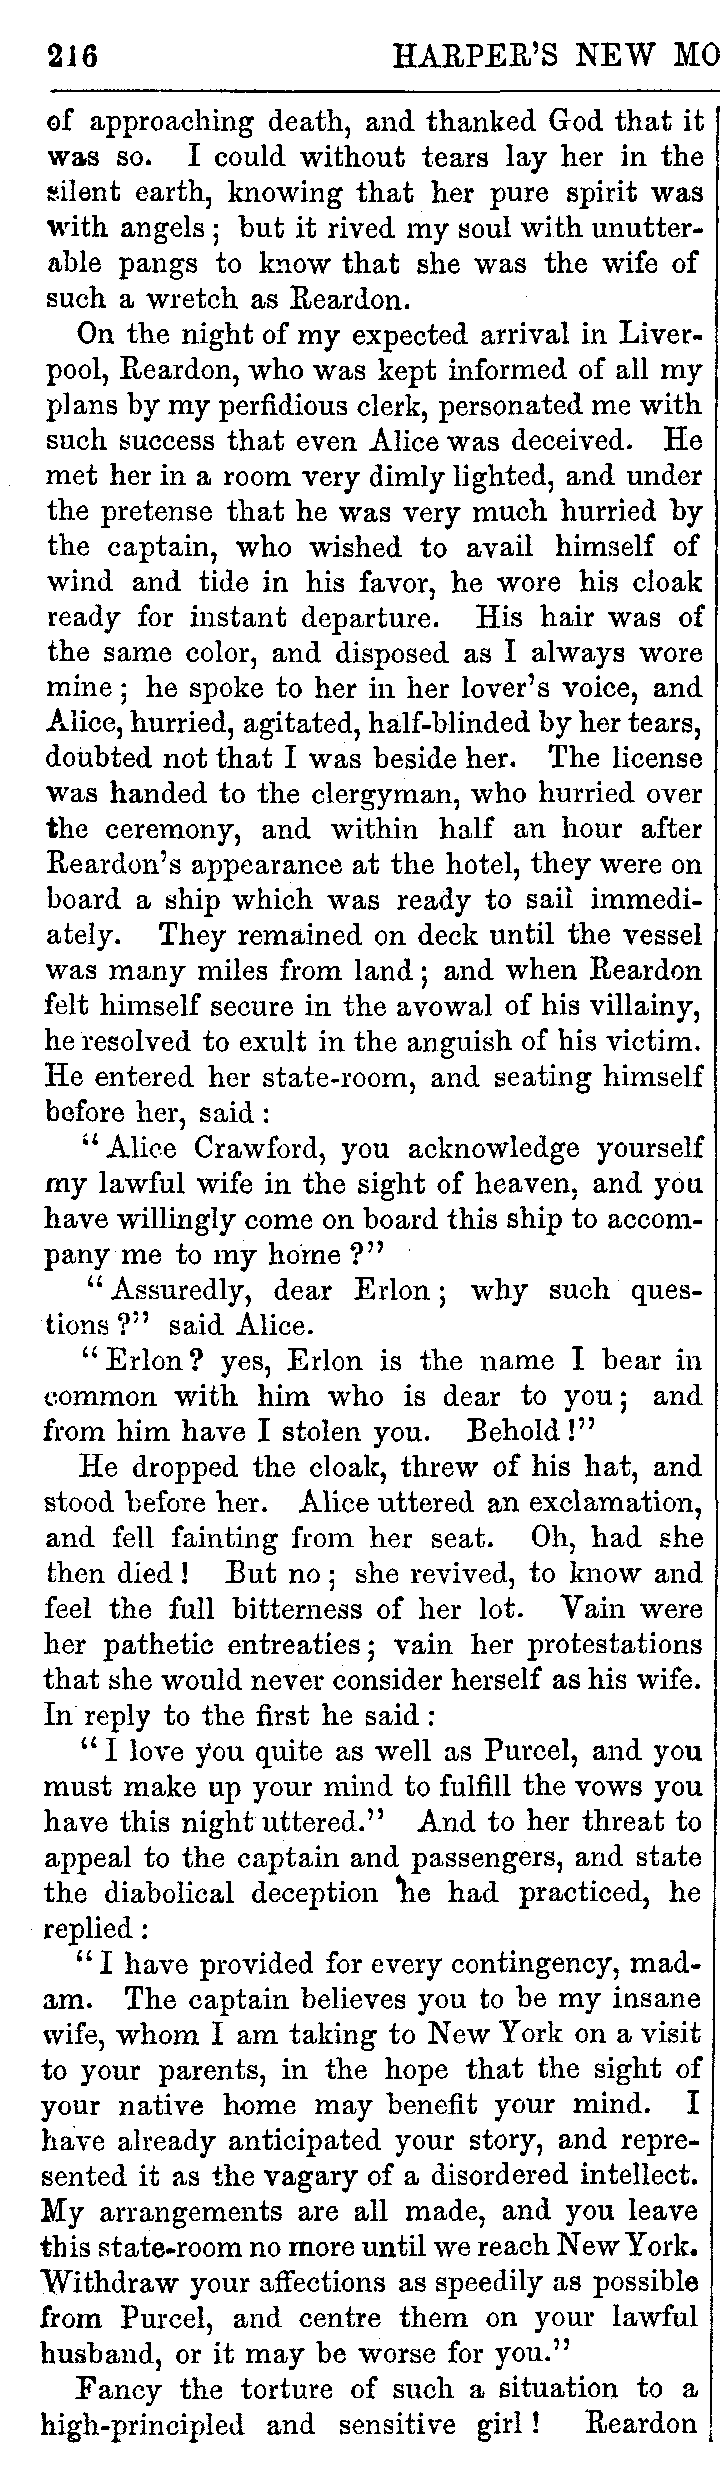 216 HARPER'S NEW MO
of approaching death, and thanked God that it
was so. I could without tears lay her in the
silent earth, knowing that her pure spirit was
with angels; but it rived my soul with unutter-
able pangs to know that she was the wife of
such a wretch as Reardon.
On the night of my expected arrival in Liver-
pool, Reardon, who was kept informed of all my
plans by my perfidious clerk, personated me with
such success that even Alice was deceived. He
met her in a room very dimly lighted, and under
the pretense that he was very much hurried by
the captain, who wished to avail himself of
wind and tide in his favor, he wore his cloak
ready for instant departure. His hair was of
the same color, and disposed as I always wore
mine; he spoke to her in her lover's voice, and
Alice, hurried, agitated, half-blinded by her tears,
doubted not that I was beside her. The license
was handed to the clergyman, who hurried over
the ceremony, and within half an hour after
Reardon's appearance at the hotel, they were on
board a ship which was ready to sail immedi-
ately. They remained on deck until the vessel
was many miles from land; and when Reardon
felt himself secure in the avowal of his villainy,
he resolved to exult in the anguish of his victim.
He entered her state-room, and seating himself
before her, said:
"Alice Crawford, you acknowledge yourself
my lawful wife in the sight of heaven, and you
have willingly come on board this ship to accom-
pany me to my home?"
"Assuredly, dear Erlon; why such ques-
tions?" said Alice.
"Erlon? yes, Erlon is the name I bear in
common with him who is dear to you; and
from him have I stolen you. Behold!"
He dropped the cloak, threw of his hat, and
stood before her. Alice uttered an exclamation,
and fell fainting from her seat. Oh, had she
then died! But no; she revived, to know and
feel the full bitterness of her lot. Vain were
her pathetic entreaties; vain her protestations
that she would never consider herself as his wife.
In reply to the first he said:
"I love you quite as well as Purcel, and you
must make up your mind to fulfill the vows you
have this night uttered." And to her threat to
appeal to the captain and passengers, and state
the diabolical deception he had practiced, he
replied:
"I have provided for every contingency, mad-
am. The captain believes you to be my insane
wife, whom I am taking to New York on a visit
to your parents, in the hope that the sight of
your native home may benefit your mind. I
have already anticipated your story, and repre-
sented it as the vagary of a disordered intellect.
My arrangements are all made, and you leave
this state-room no more until we reach New York.
Withdraw your affections as speedily as possible
from Purcel, and centre them on your lawful
husband, or it may be worse for you."
Fancy the torture of such a situation to a
high-principled and sensitive girl! Reardon